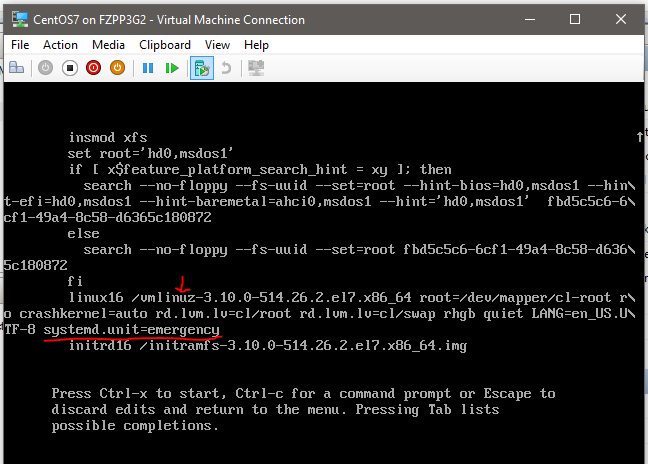 CentOS7 on FZPP3G2 - Virtual Machine Connection
File Action Media Clipboard View Help
insmod xfs
set root='hd0,msdos1'
if [ x$feature_platform_search_hint = xy ]; then
search --no-floppy --fs-uuid --set=root --hint-bios=hd0,msdos1 --hin\
t-efi=hd0,msdos1 --hint-baremetal=ahci0,msdos1 --hint='hd0,msdos1'  fbd5c5c6-6\
cf1-49a4-8c58-d6365c180872
else
search --no-floppy --fs-uuid --set=root fbd5c5c6-6cf1-49a4-8c58-d636\
5c180872
fi
linux16 /vmlinuz-3.10.0-514.26.2.el7.x86_64 root=/dev/mapper/cl-root r\
o crashkernel=auto rd.lvm.lv=cl/root rd.lvm.lv=cl/swap rhgb quiet LANG=en_US.U\
TF-8 systemd.unit=emergency
initrd16 /initramfs-3.10.0-514.26.2.el7.x86_64.img
Press Ctrl-x to start, Ctrl-c for a command prompt or Escape to
discard edits and return to the menu. Pressing Tab lists
possible completions.